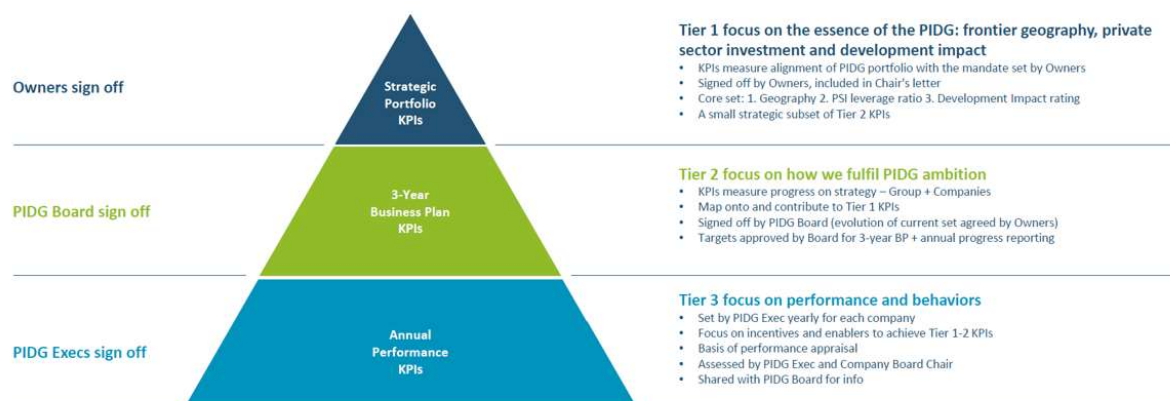 Tier 1 focus on the essence of the PIDG: frontier geography, private
sector investment and development impact
Owners sign off
Strategic
Portfolio
KPIs
• KPIs measure alignment of PIDG portfolio with the mandate set by Owners
• Signed off by Owners, included in Chair's letter
• Core set: 1. Geography 2. PSI leverage ratio 3. Development Impact rating
• A small strategic subset of Tier 2 KPIs
PIDG Board sign off
3-Year
Business Plan
KPIs
Tier 2 focus on how we fulfil PIDG ambition
• KPIs measure progress on strategy – Group + Companies
• Map onto and contribute to Tier 1 KPIs
• Signed off by PIDG Board (evolution of current set agreed by Owners)
• Targets approved by Board for 3-year BP + annual progress reporting
PIDG Execs sign off
Annual
Performance
KPIs
Tier 3 focus on performance and behaviors
• Set by PIDG Exec yearly for each company
• Focus on incentives and enablers to achieve Tier 1-2 KPIs
• Basis of performance appraisal
• Assessed by PIDG Exec and Company Board Chair
• Shared with PIDG Board for info